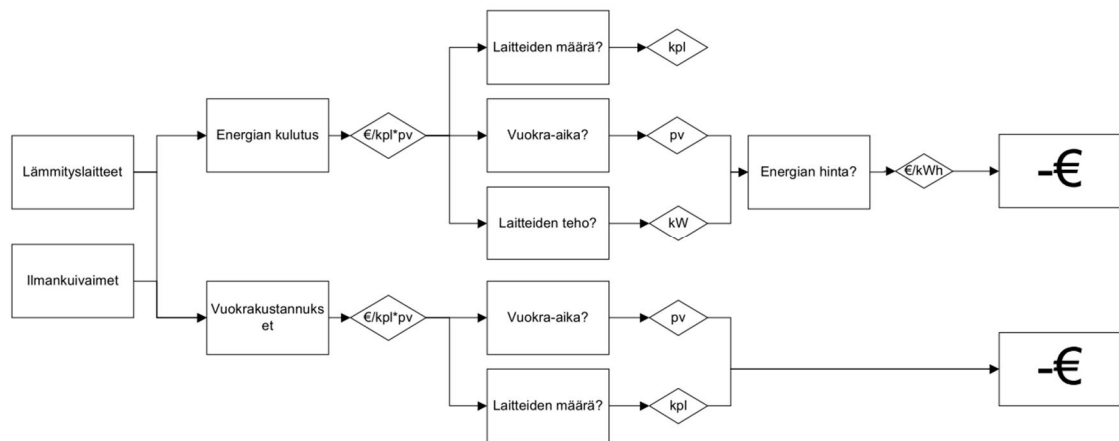 Lämmityslaitteet
Ilmankuivaimet
Energian kulutus
€/kpl*pv
Laitteiden määrä?
kpl
Vuokra-aika?
pv
Laitteiden teho?
kW
Energian hinta?
€/kWh
-€
Vuokrakustannuks
et
€/kpl*pv
Vuokra-aika?
pv
Laitteiden määrä?
kpl
-€